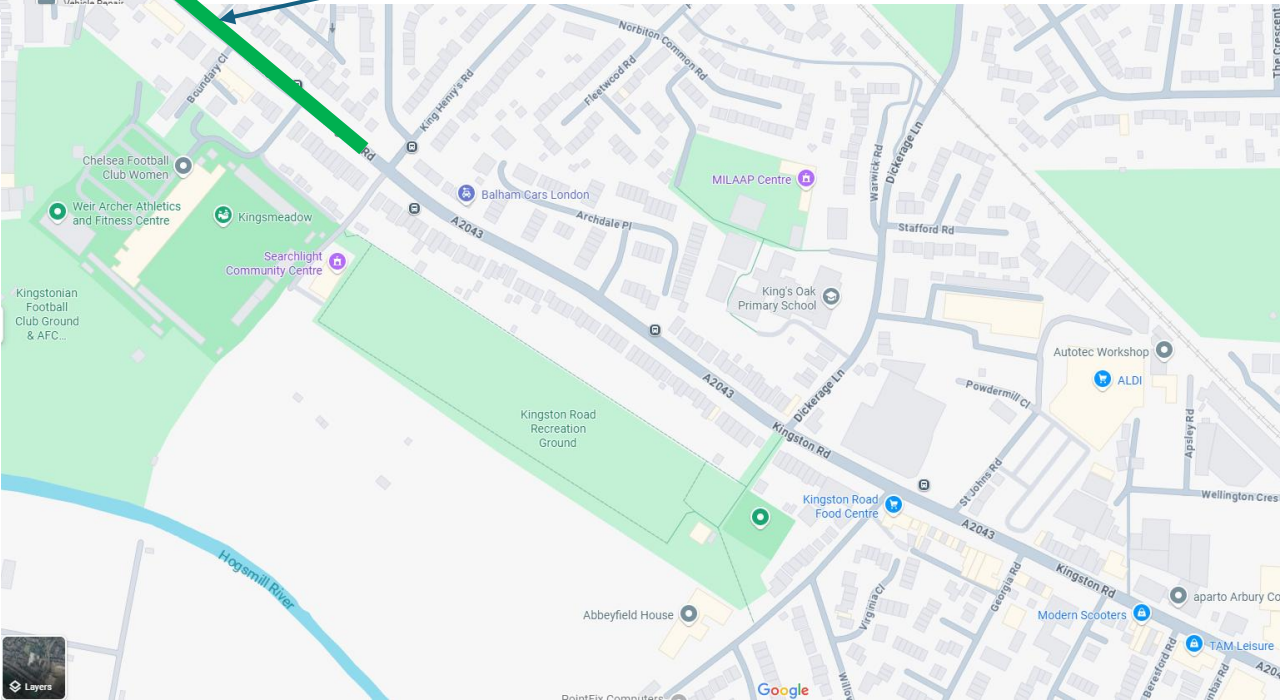 Vehicle Repair
Norbiton Common Rd
The Crescent
Boundary Cl
King Henry's Rd
Fleetwood Rd
Rd
Chelsea Football
Club Women
Weir Archer Athletics
and Fitness Centre
Kingsmeadow
Balham Cars London
MILAAP Centre
Warwick Rd
Dickerage Ln
A2043
Archdale Pl
Stafford Rd
Searchlight
Community Centre
Kingstonian
Football
Club Ground
& AFC...
King's Oak
Primary School
Autotec Workshop
ALDI
A2043
Powdermill Cl
Dickerage Ln
Kingston Road
Recreation
Ground
Kingston Rd
Apsley Rd
St Johns Rd
Wellington Cres
Kingston Road
Food Centre
A2043
Hogsmill River
Kingston Rd
Georgia Rd
Virginia Cl
Abbeyfield House
aparto Arbury Co
Modern Scooters
TAM Leisure
Beresford Rd
Layers
PointFix Computers
Google